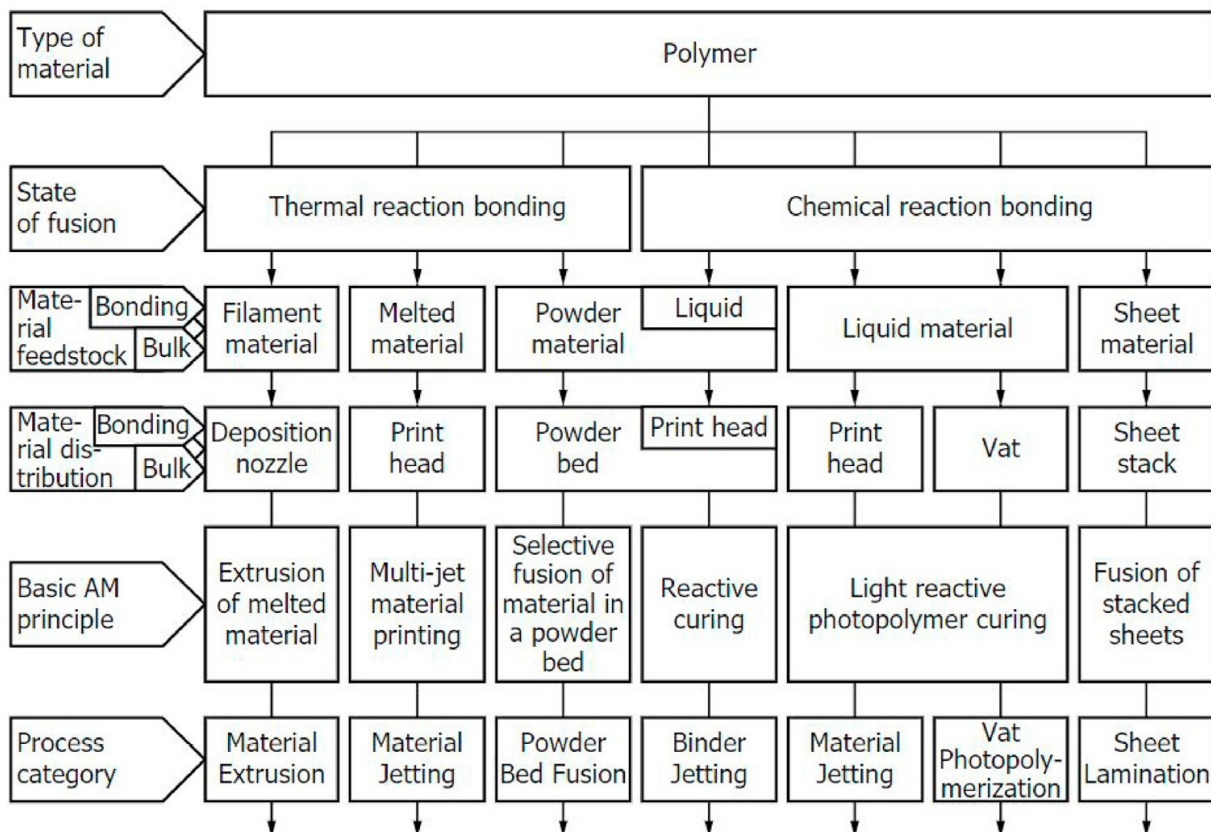 Type of
material
Polymer
State
of fusion
Thermal reaction bonding
Chemical reaction bonding
Mate-
rial
feedstock
Bonding
Bulk
Filament
material
Melted
material
Powder
material
Liquid
Liquid material
Sheet
material
Mate-
rial dis-
tribution
Bonding
Bulk
Deposition
nozzle
Print
head
Powder
bed
Print head
Print
head
Vat
Sheet
stack
Basic AM
principle
Extrusion
of melted
material
Multi-jet
material
printing
Selective
fusion of
material in
a powder
bed
Reactive
curing
Light reactive
photopolymer curing
Fusion of
stacked
sheets
Process
category
Material
Extrusion
Material
Jetting
Powder
Bed Fusion
Binder
Jetting
Material
Jetting
Vat
Photopoly-
merization
Sheet
Lamination